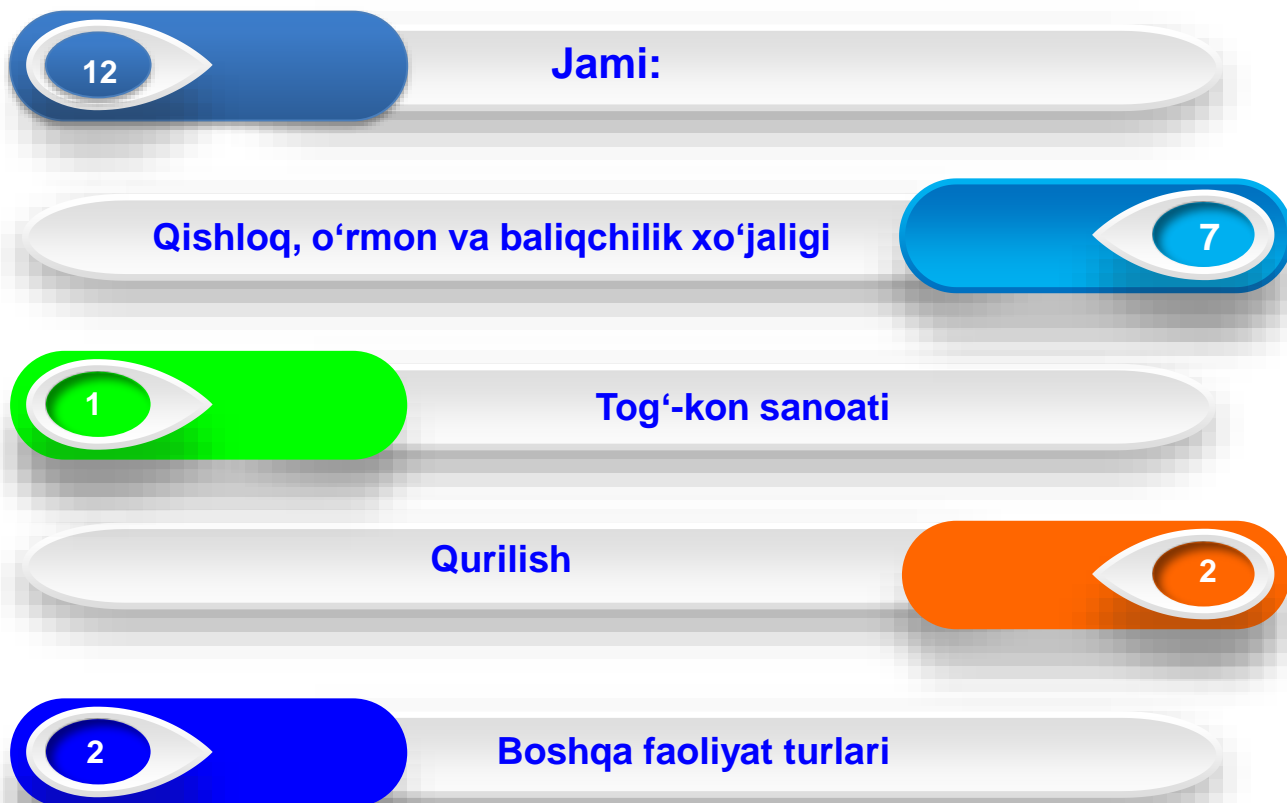 12 Jami:
Qishloq, o‘rmon va baliqchilik xo‘jaligi 7
1 Tog‘-kon sanoati
Qurilish 2
2 Boshqa faoliyat turlari